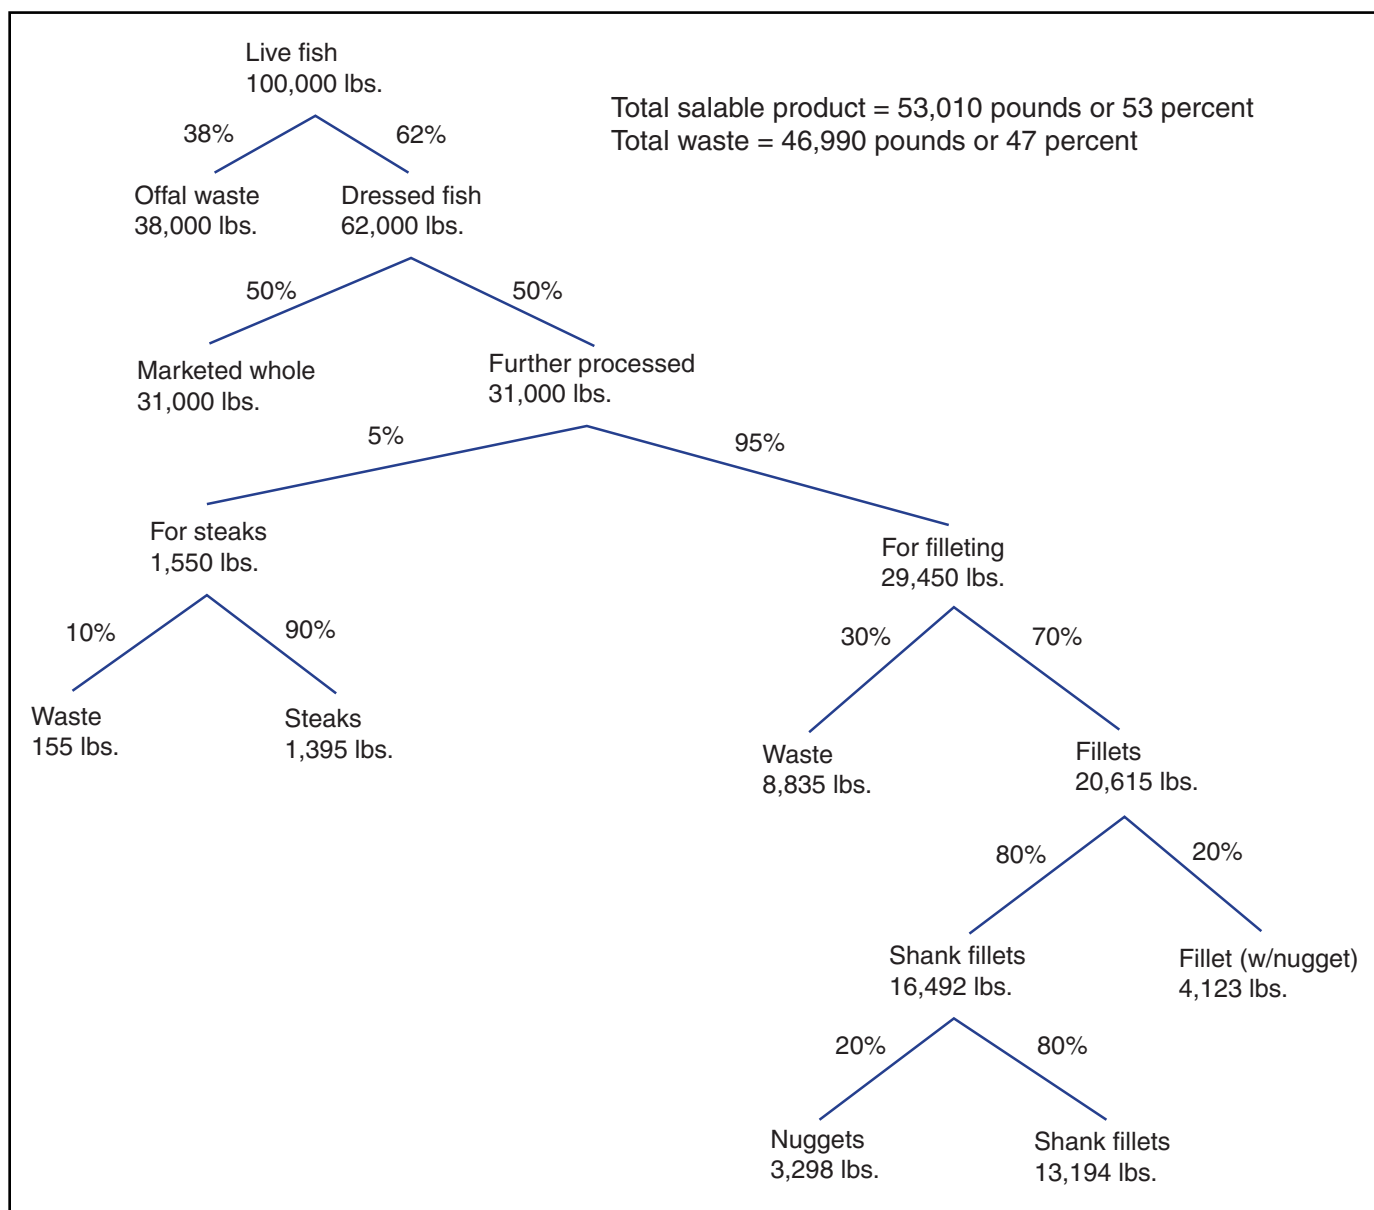 Live fish
100,000 lbs.
Total salable product = 53,010 pounds or 53 percent
Total waste = 46,990 pounds or 47 percent
38%
62%
Offal waste
38,000 lbs.
Dressed fish
62,000 lbs.
50%
50%
Marketed whole
31,000 lbs.
Further processed
31,000 lbs.
5%
95%
For steaks
1,550 lbs.
For filleting
29,450 lbs.
10%
90%
30%
70%
Waste
155 lbs.
Steaks
1,395 lbs.
Waste
8,835 lbs.
Fillets
20,615 lbs.
80%
20%
Shank fillets
16,492 lbs.
Fillet (w/nugget)
4,123 lbs.
20%
80%
Nuggets
3,298 lbs.
Shank fillets
13,194 lbs.